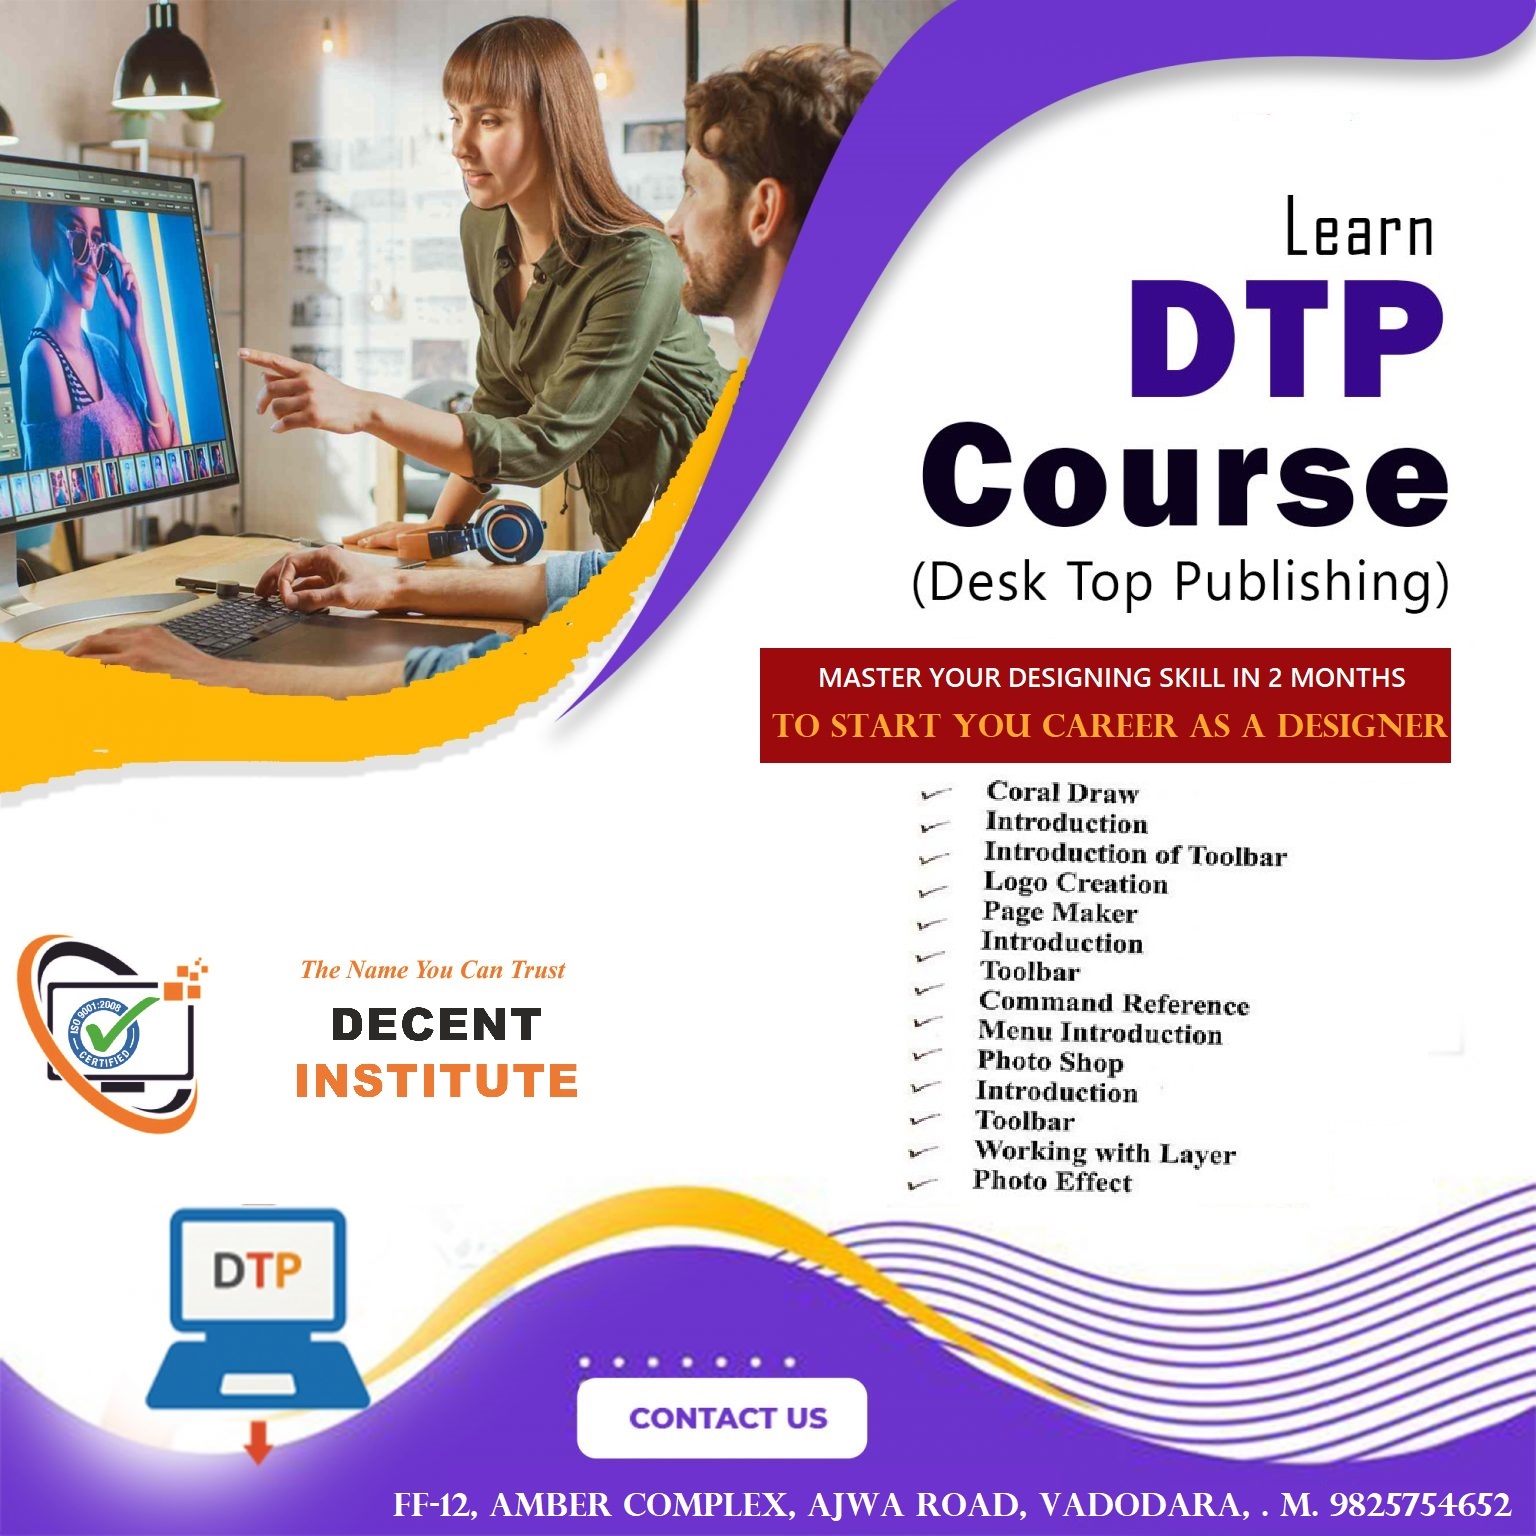 Learn
DTP
Course
(Desk Top Publishing)
MASTER YOUR DESIGNING SKILL IN 2 MONTHS
TO START YOU CAREER AS A DESIGNER
Coral Draw
Introduction
Introduction of Toolbar
Logo Creation
Page Maker
Introduction
Toolbar
Command Reference
Menu Introduction
Photo Shop
Introduction
Toolbar
Working with Layer
Photo Effect
ISO 9001:2008
CERTIFIED
The Name You Can Trust
DECENT
INSTITUTE
DTP
CONTACT US
FF-12, AMBER COMPLEX, AJWA ROAD, VADODARA, . M. 9825754652